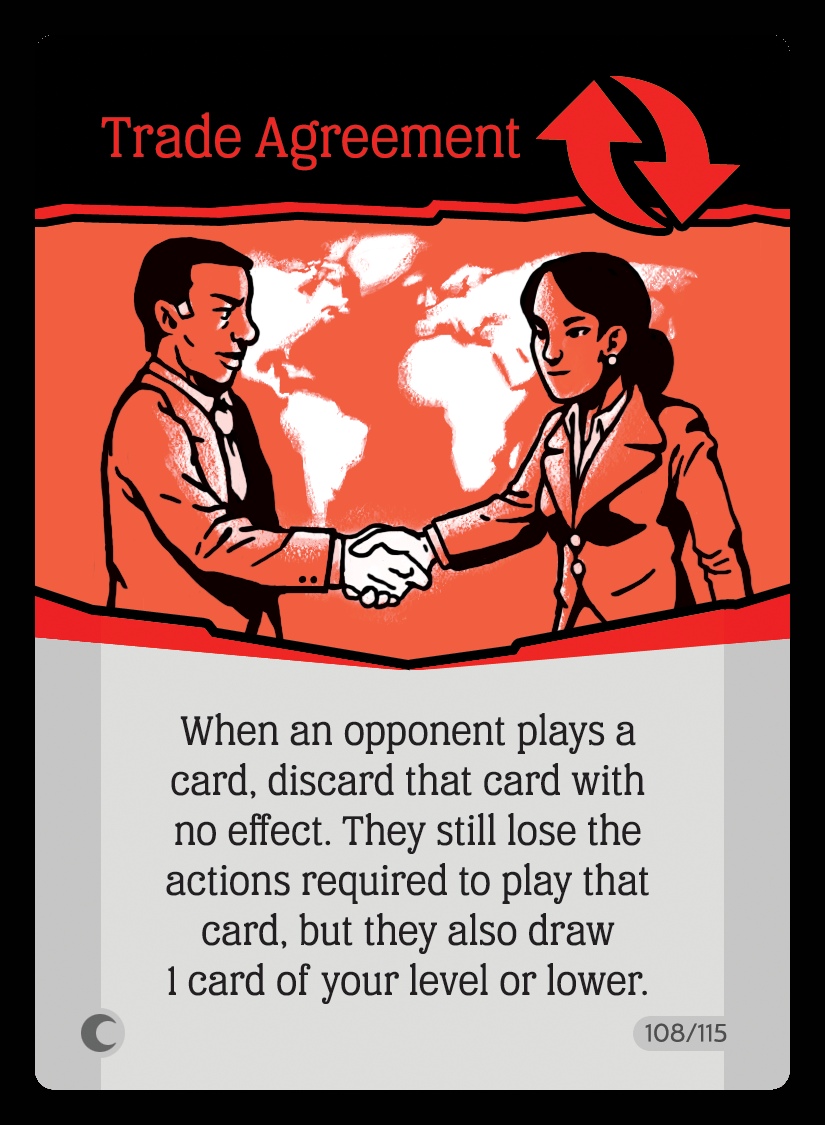 Trade Agreement
When an opponent plays a
card, discard that card with
no effect. They still lose the
actions required to play that
card, but they also draw
1 card of your level or lower.
108/115